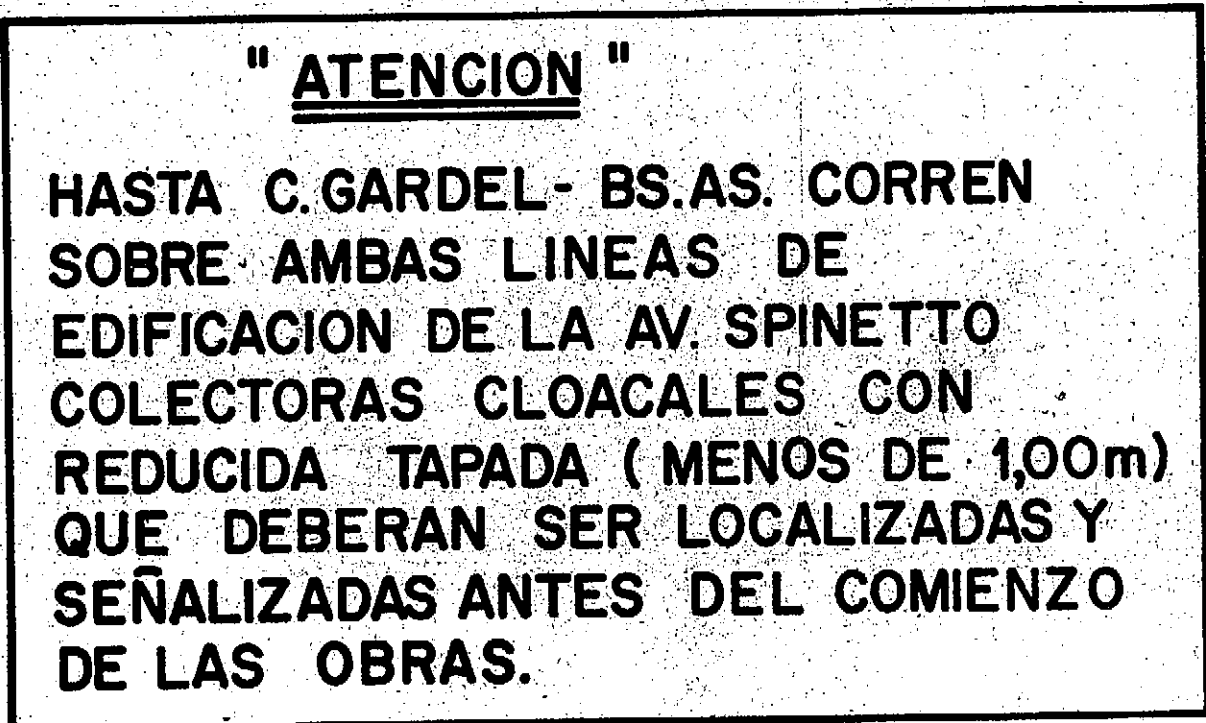 " ATENCION "
HASTA C. GARDEL - BS.AS. CORREN
SOBRE AMBAS LINEAS DE
EDIFICACION DE LA AV. SPINETTO
COLECTORAS CLOACALES CON
REDUCIDA TAPADA ( MENOS DE 1,00m)
QUE DEBERAN SER LOCALIZADAS Y
SEÑALIZADAS ANTES DEL COMIENZO
DE LAS OBRAS.